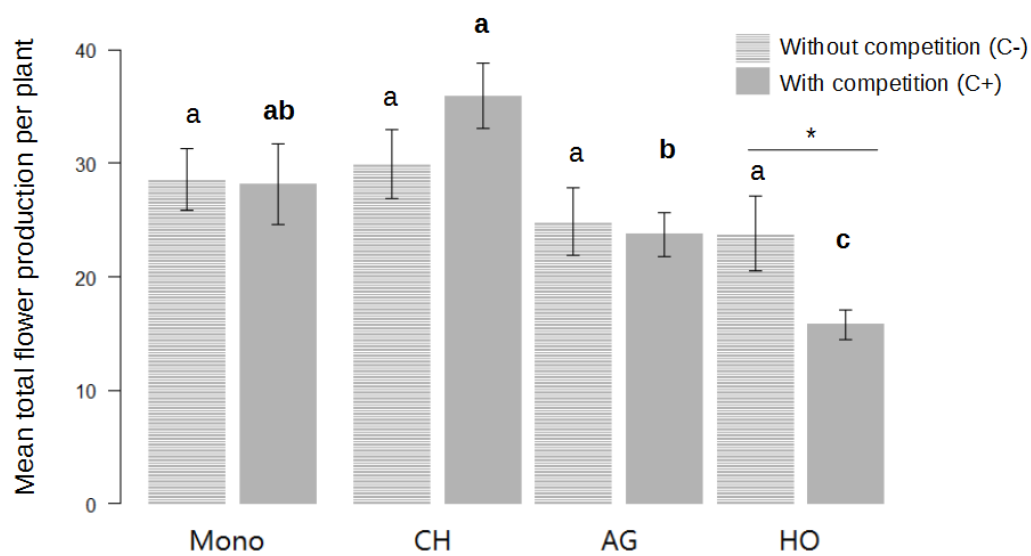 Mean total flower production per plant
40
30
20
10
0
Without competition (C-)
With competition (C+)
a
ab
a
a
a
b
*
a
c
Mono
CH
AG
HO